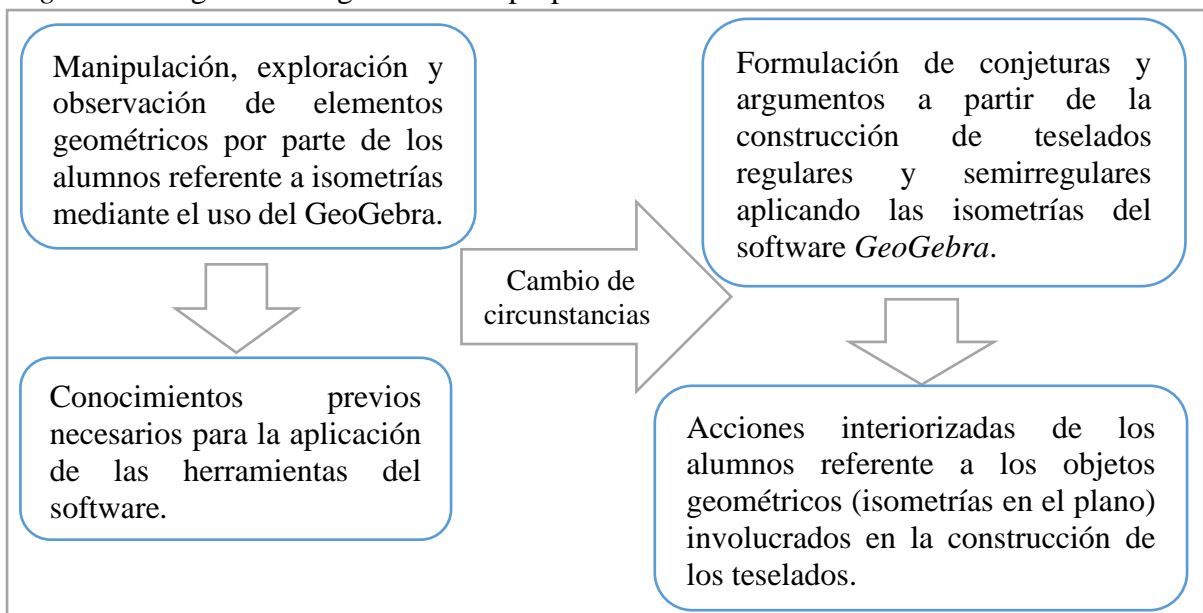 Manipulación, exploración y
observación de elementos
geométricos por parte de los
alumnos referente a isometrías
mediante el uso del GeoGebra.
Conocimientos previos
necesarios para la aplicación
de las herramientas del
software.
Cambio de
circunstancias
Formulación de conjeturas y
argumentos a partir de la
construcción de teselados
regulares y semirregulares
aplicando las isometrías del
software GeoGebra.
Acciones interiorizadas de los
alumnos referente a los objetos
geométricos (isometrías en el plano)
involucrados en la construcción de
los teselados.